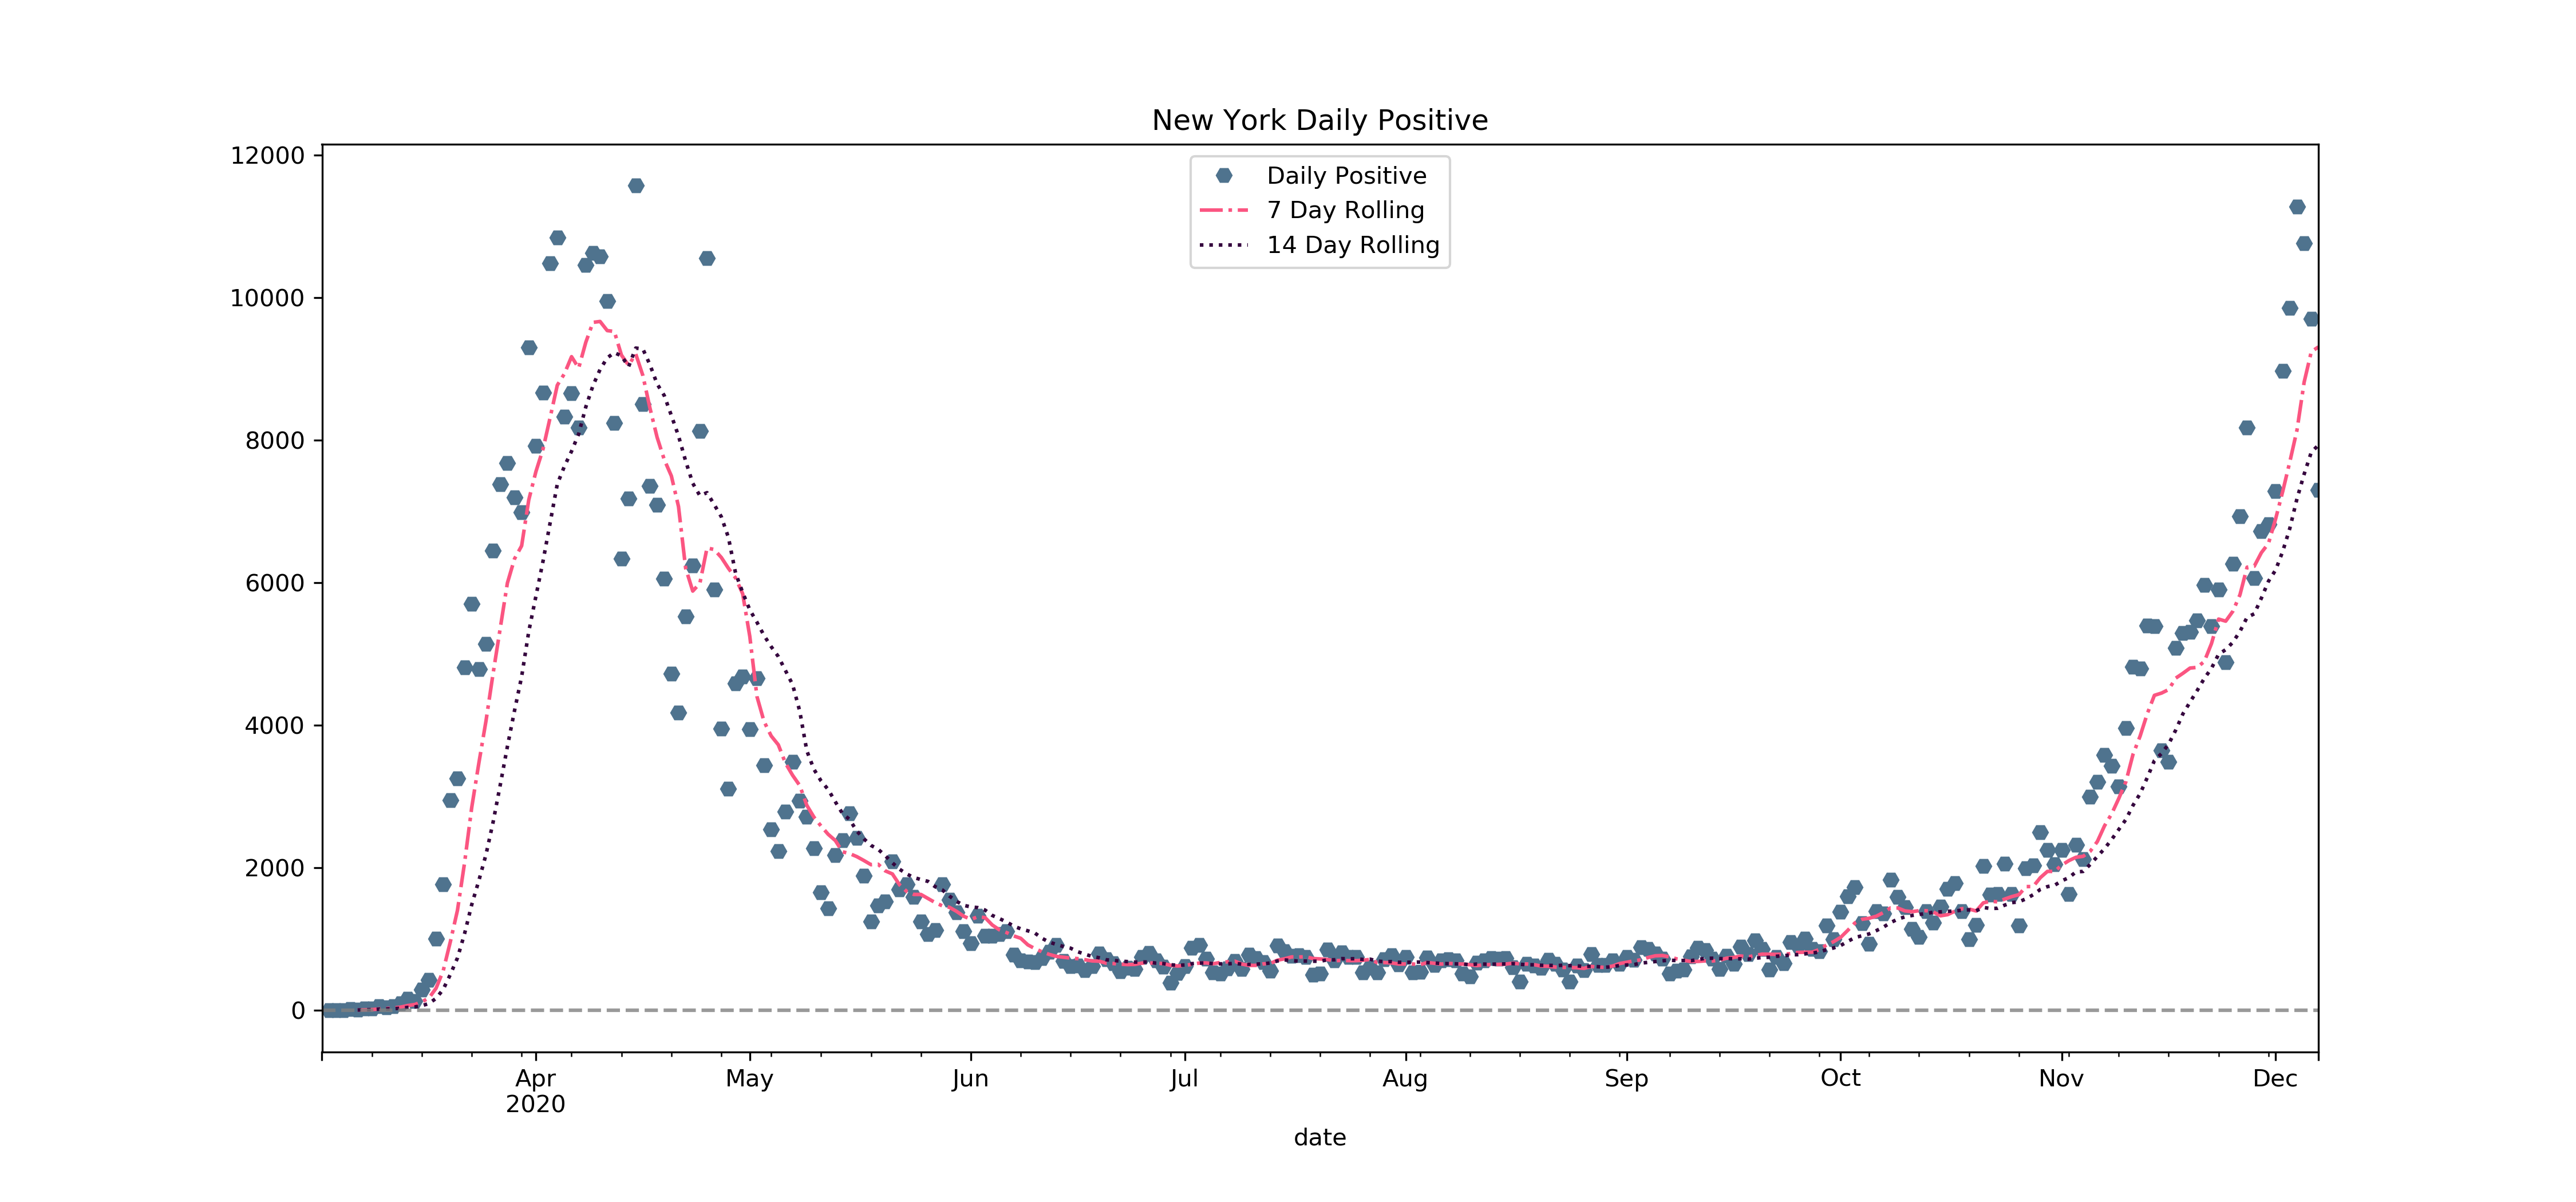 New York Daily Positive
12000
10000
8000
6000
4000
2000
0
Daily Positive
7 Day Rolling
14 Day Rolling
Apr May Jun Jul Aug Sep Oct Nov Dec
2020
date